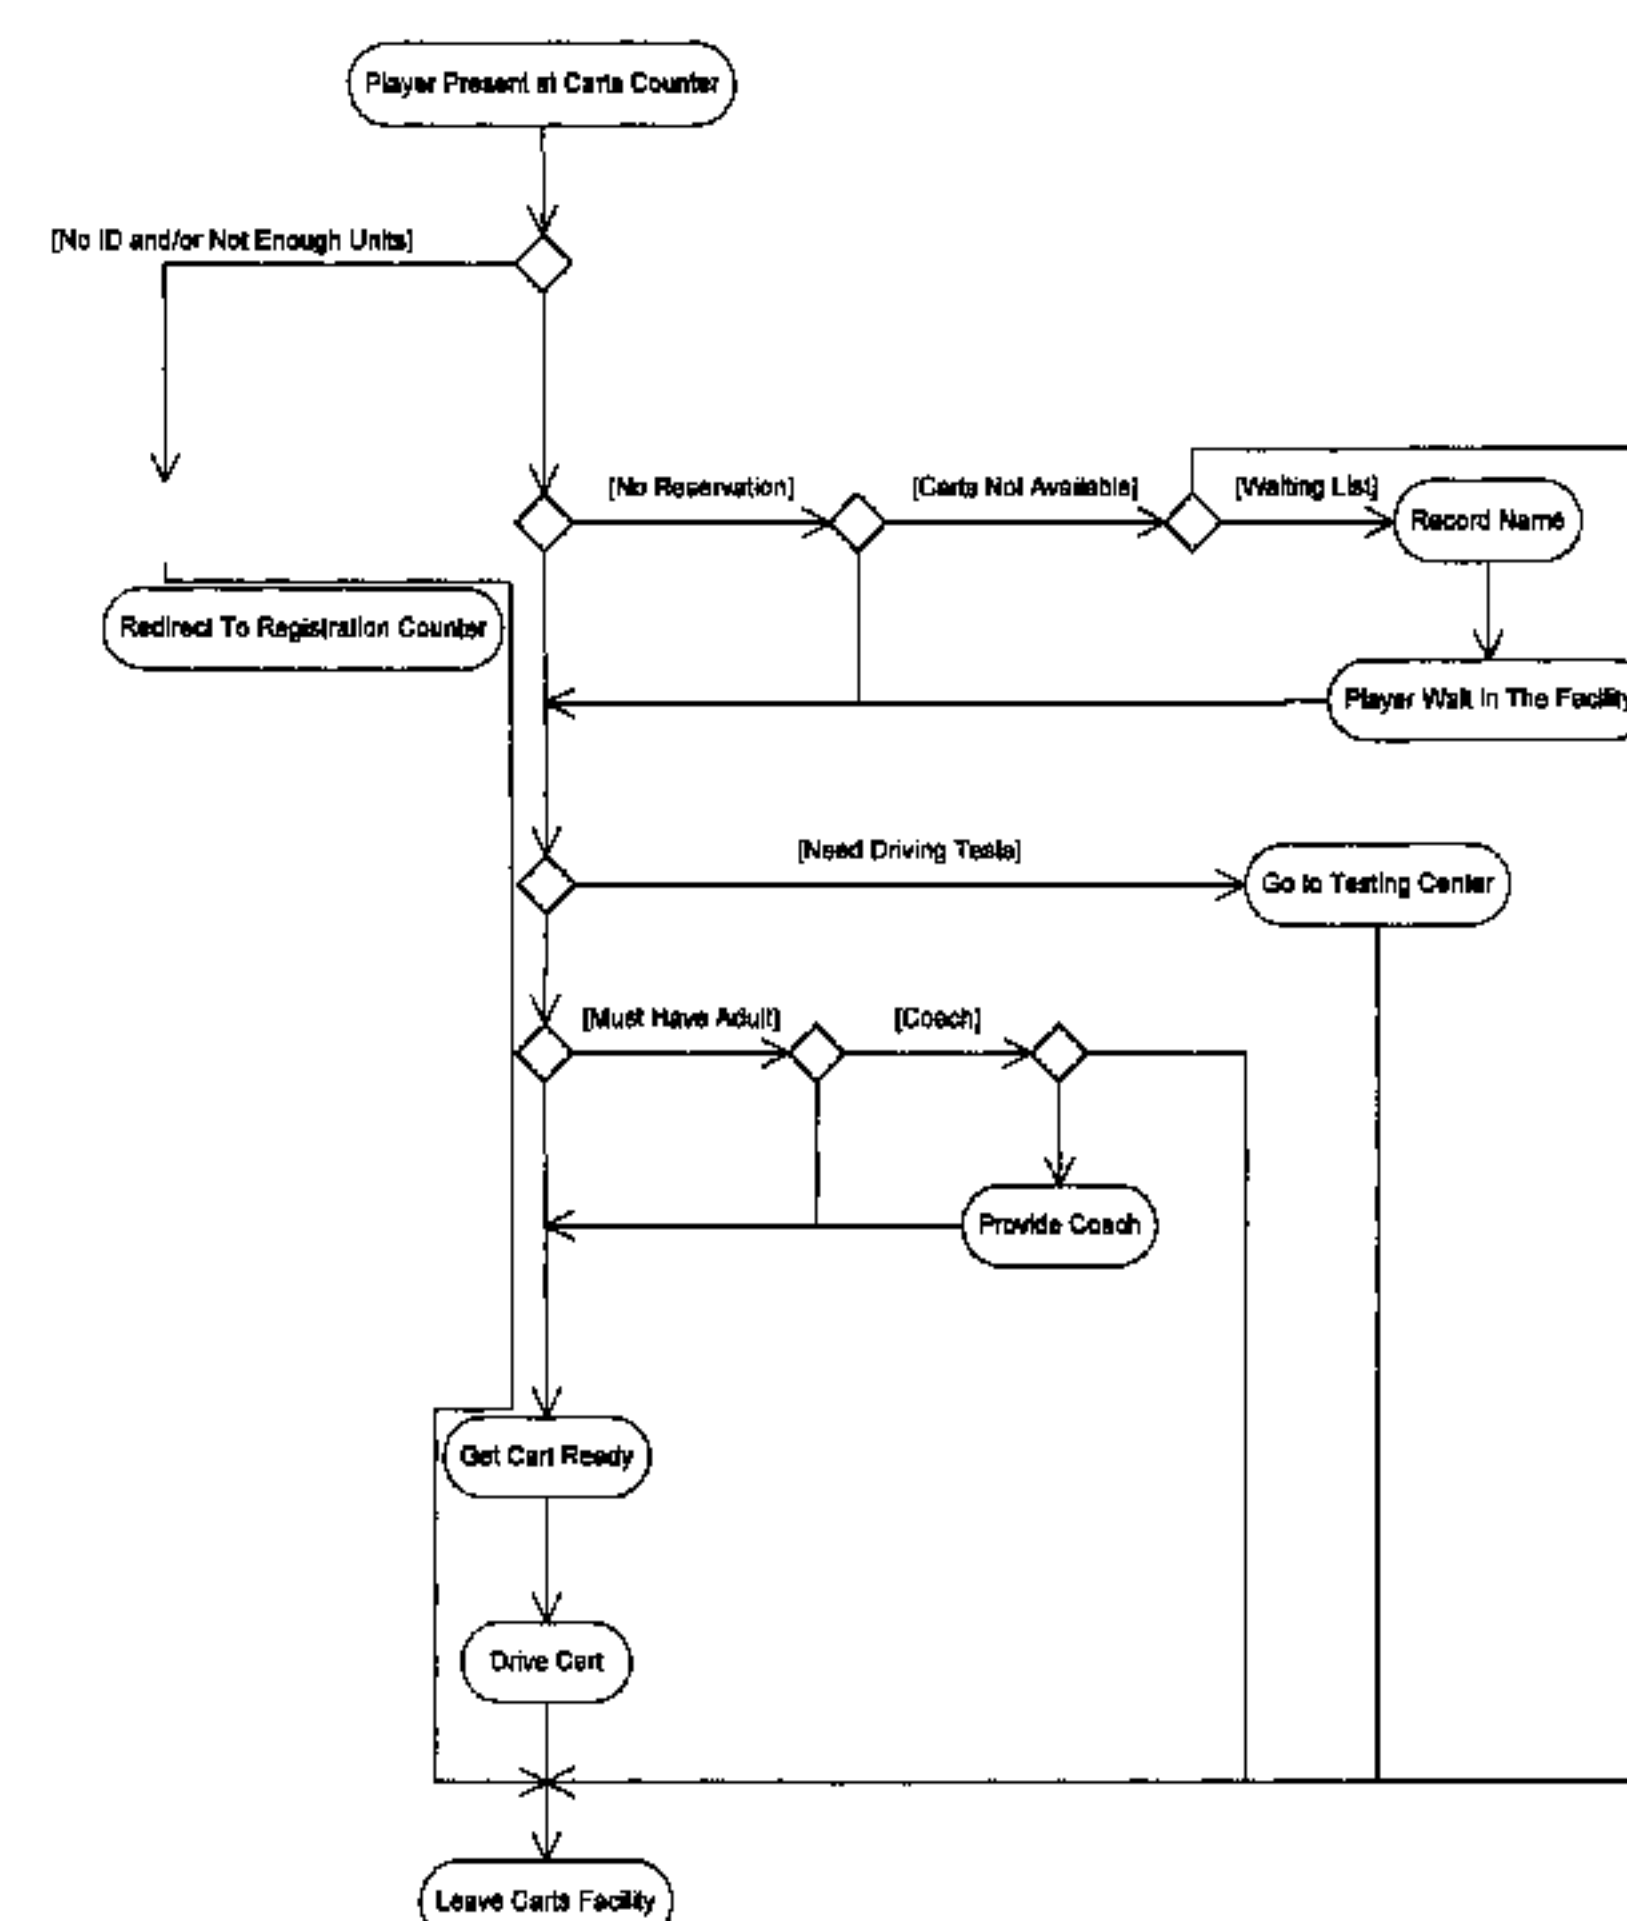 Player Present at Carts Counter
[No ID and/or Not Enough Units]
[No Reservation]
[Carts Not Available]
[Waiting List]
Record Name
Redirect To Registration Counter
Player Wait In The Facility
[Need Driving Tests]
Go to Testing Center
[Must Have Adult]
[Coach]
Provide Coach
Get Cart Ready
Drive Cart
Leave Carts Facility